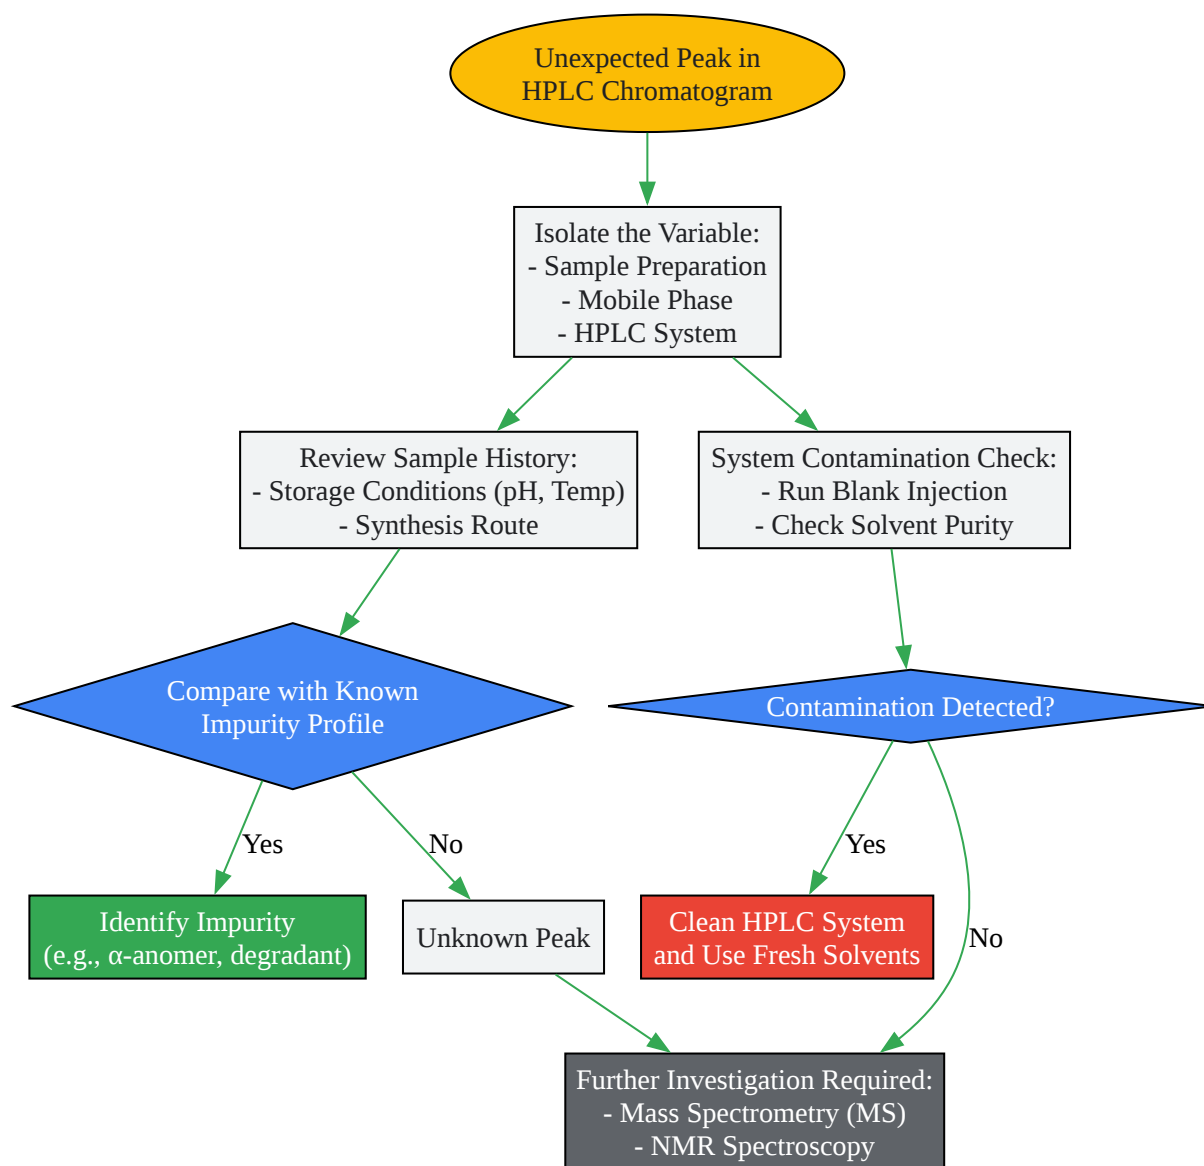 Unexpected Peak in
HPLC Chromatogram
Isolate the Variable:
- Sample Preparation
- Mobile Phase
- HPLC System
Review Sample History:
- Storage Conditions (pH, Temp)
- Synthesis Route
System Contamination Check:
- Run Blank Injection
- Check Solvent Purity
Compare with Known
Impurity Profile
Contamination Detected?
Yes
No
Yes
No
Identify Impurity
(e.g., α-anomer, degradant)
Unknown Peak
Clean HPLC System
and Use Fresh Solvents
Further Investigation Required:
- Mass Spectrometry (MS)
- NMR Spectroscopy